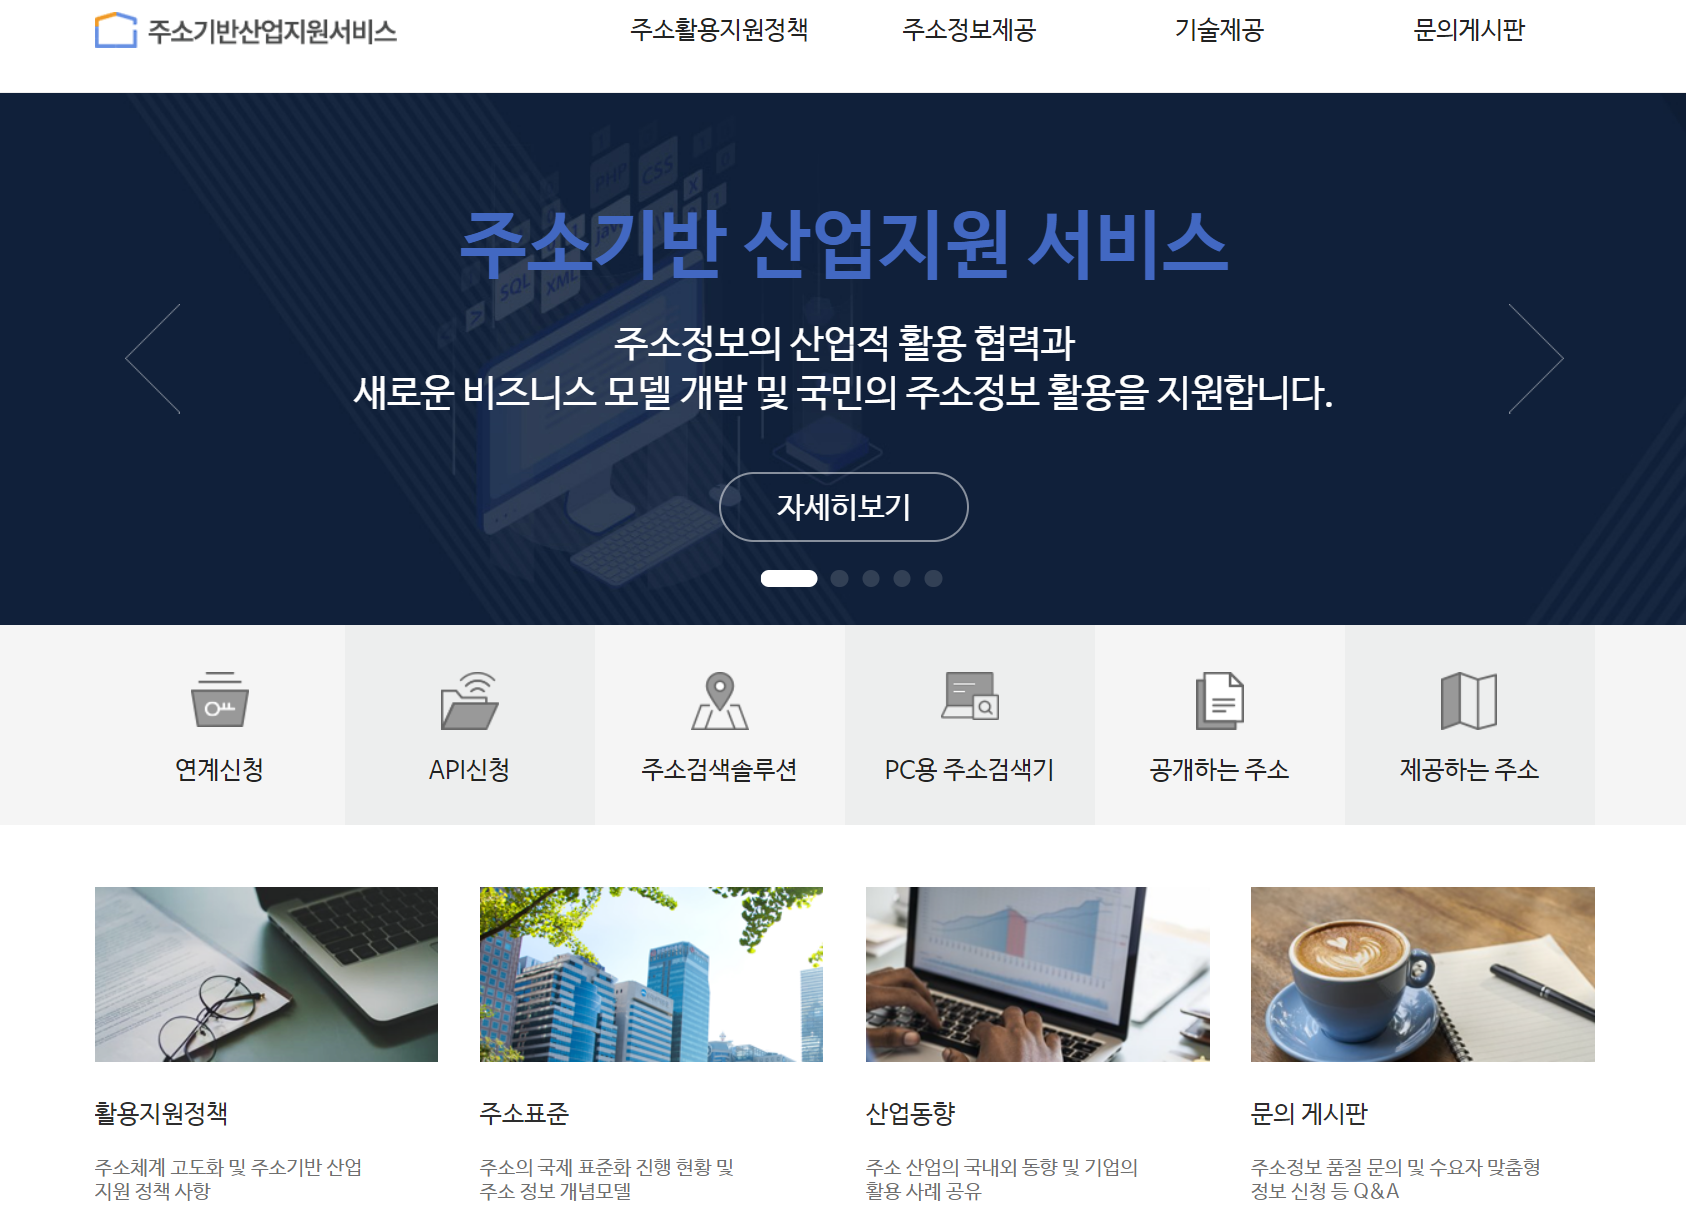 주소기반산업지원서비스
주소활용지원정책
주소정보제공
기술제공
문의게시판
PHP
CSS
X
java
SQL
XML
>
주소기반 산업지원 서비스
주소정보의 산업적 활용 협력과
새로운 비즈니스 모델 개발 및 국민의 주소정보 활용을 지원합니다.
자세히보기
연계신청
API신청
주소검색솔루션
PC용 주소검색기
공개하는 주소
제공하는 주소
활용지원정책
주소체계 고도화 및 주소기반 산업
지원 정책 사항
주소표준
주소의 국제 표준화 진행 현황 및
주소 정보 개념모델
산업동향
주소 산업의 국내외 동향 및 기업의
활용 사례 공유
문의 게시판
주소정보 품질 문의 및 수요자 맞춤형
정보 신청 등 Q&A